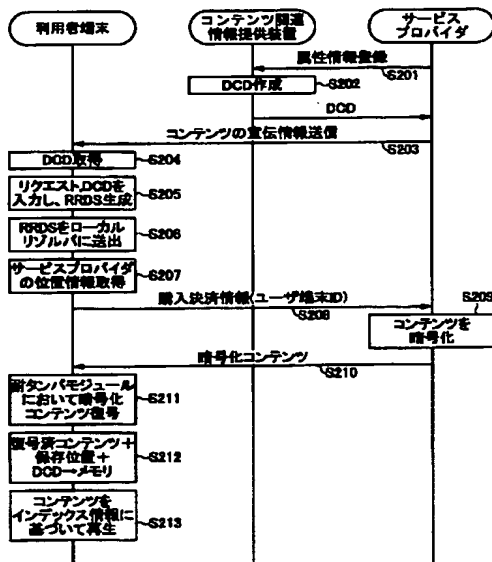 利用者端末
コンテンツ関連
情報提供装置
サービス
プロバイダ
属性情報登録
S201
DCD作成
S202
DCD
コンテンツの宣伝情報送信
S203
DCD取得
S204
リクエスト,DCDを
入力し、RRDS生成
S205
RRDSをローカル
リゾルバに送出
S206
サービスプロバイダ
の位置情報取得
S207
購入決済情報(ユーザ端末ID)
S208
S209
コンテンツを
暗号化
暗号化コンテンツ
S210
耐タンパモジュール
において暗号化
コンテンツ復号
S211
復号済コンテンツ+
保存位置+
DCD→メモリ
S212
コンテンツを
インデックス情報に
基づいて再生
S213